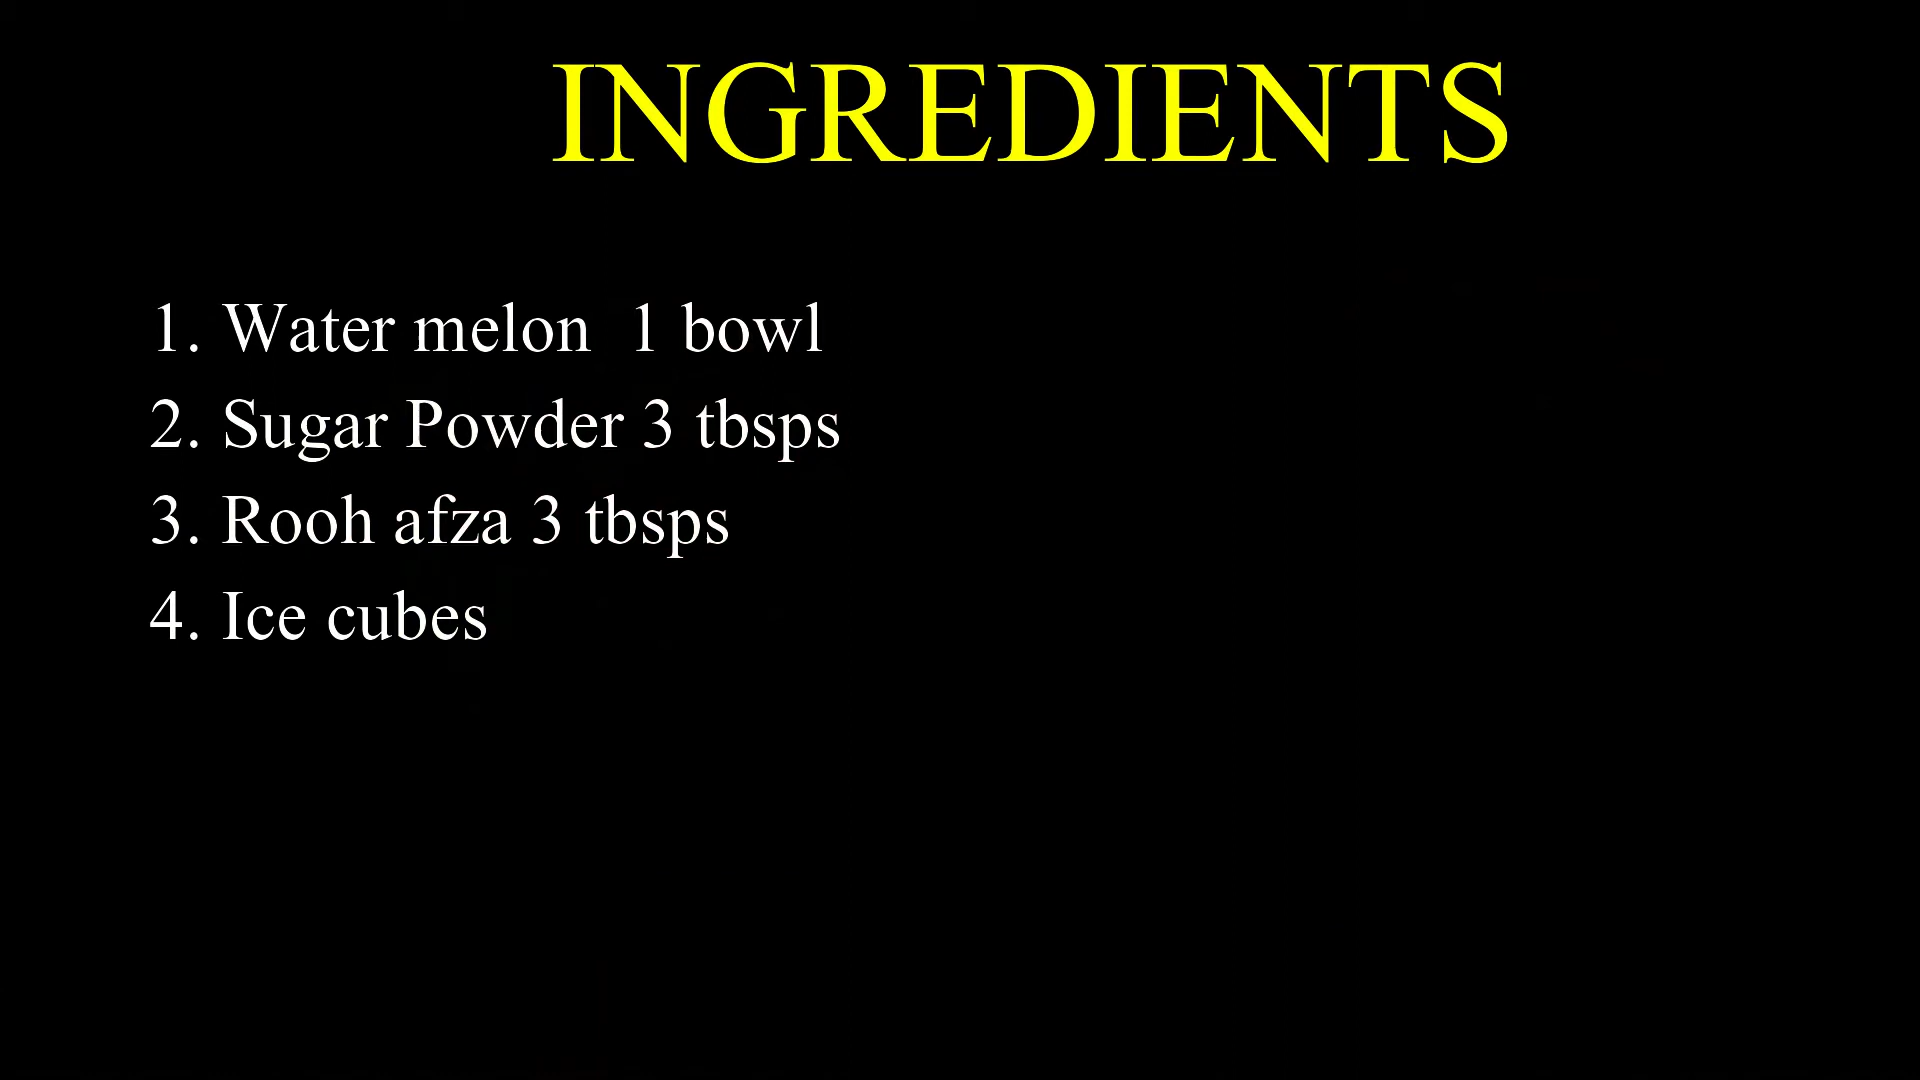 INGREDIENTS
1. Water melon  1 bowl
2. Sugar Powder 3 tbsps
3. Rooh afza 3 tbsps
4. Ice cubes